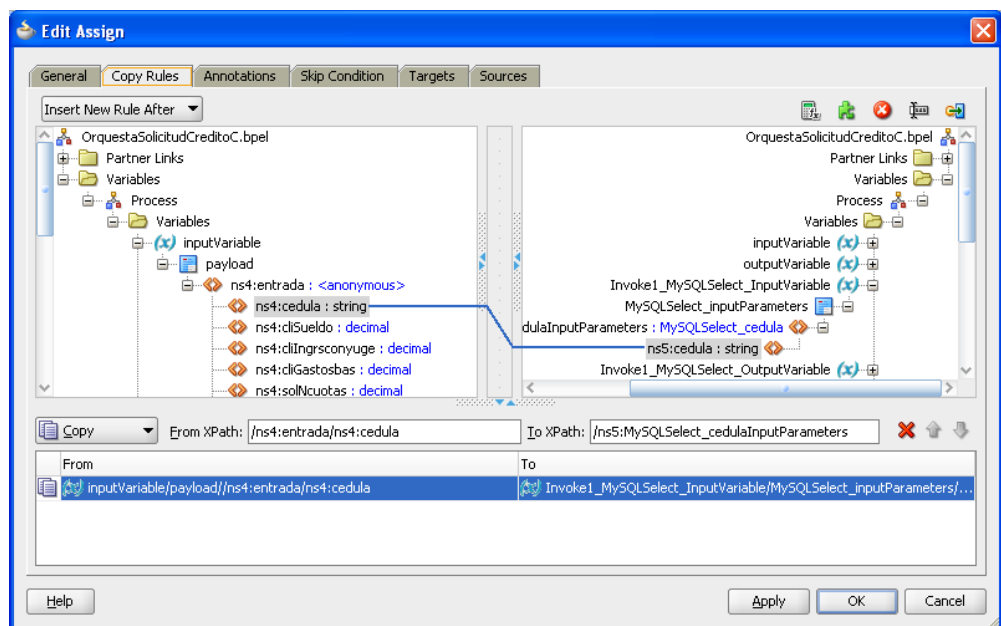 Edit Assign
General Copy Rules Annotations Skip Condition Targets Sources
Insert New Rule After
OrquestaSolicitudCreditoC.bpel
Partner Links
Variables
Process
Variables
inputVariable
payload
ns4:entrada : <anonymous>
ns4:cedula : string
ns4:cliSueldo : decimal
ns4:cliIngrsconyuge : decimal
ns4:cliGastosbas : decimal
ns4:solNcuotas : decimal
OrquestaSolicitudCreditoC.bpel
Partner Links
Variables
Process
Variables
inputVariable (x)
outputVariable (x)
Invoke1_MySQLSelect_InputVariable (x)
MySQLSelect_inputParameters
dulaInputParameters : MySQLSelect_cedula
ns5:cedula : string
Invoke1_MySQLSelect_OutputVariable (x)
Copy From XPath: /ns4:entrada/ns4:cedula To XPath: /ns5:MySQLSelect_cedulaInputParameters
From To
inputVariable/payload//ns4:entrada/ns4:cedula Invoke1_MySQLSelect_InputVariable/MySQLSelect_inputParameters/...
Help Apply OK Cancel